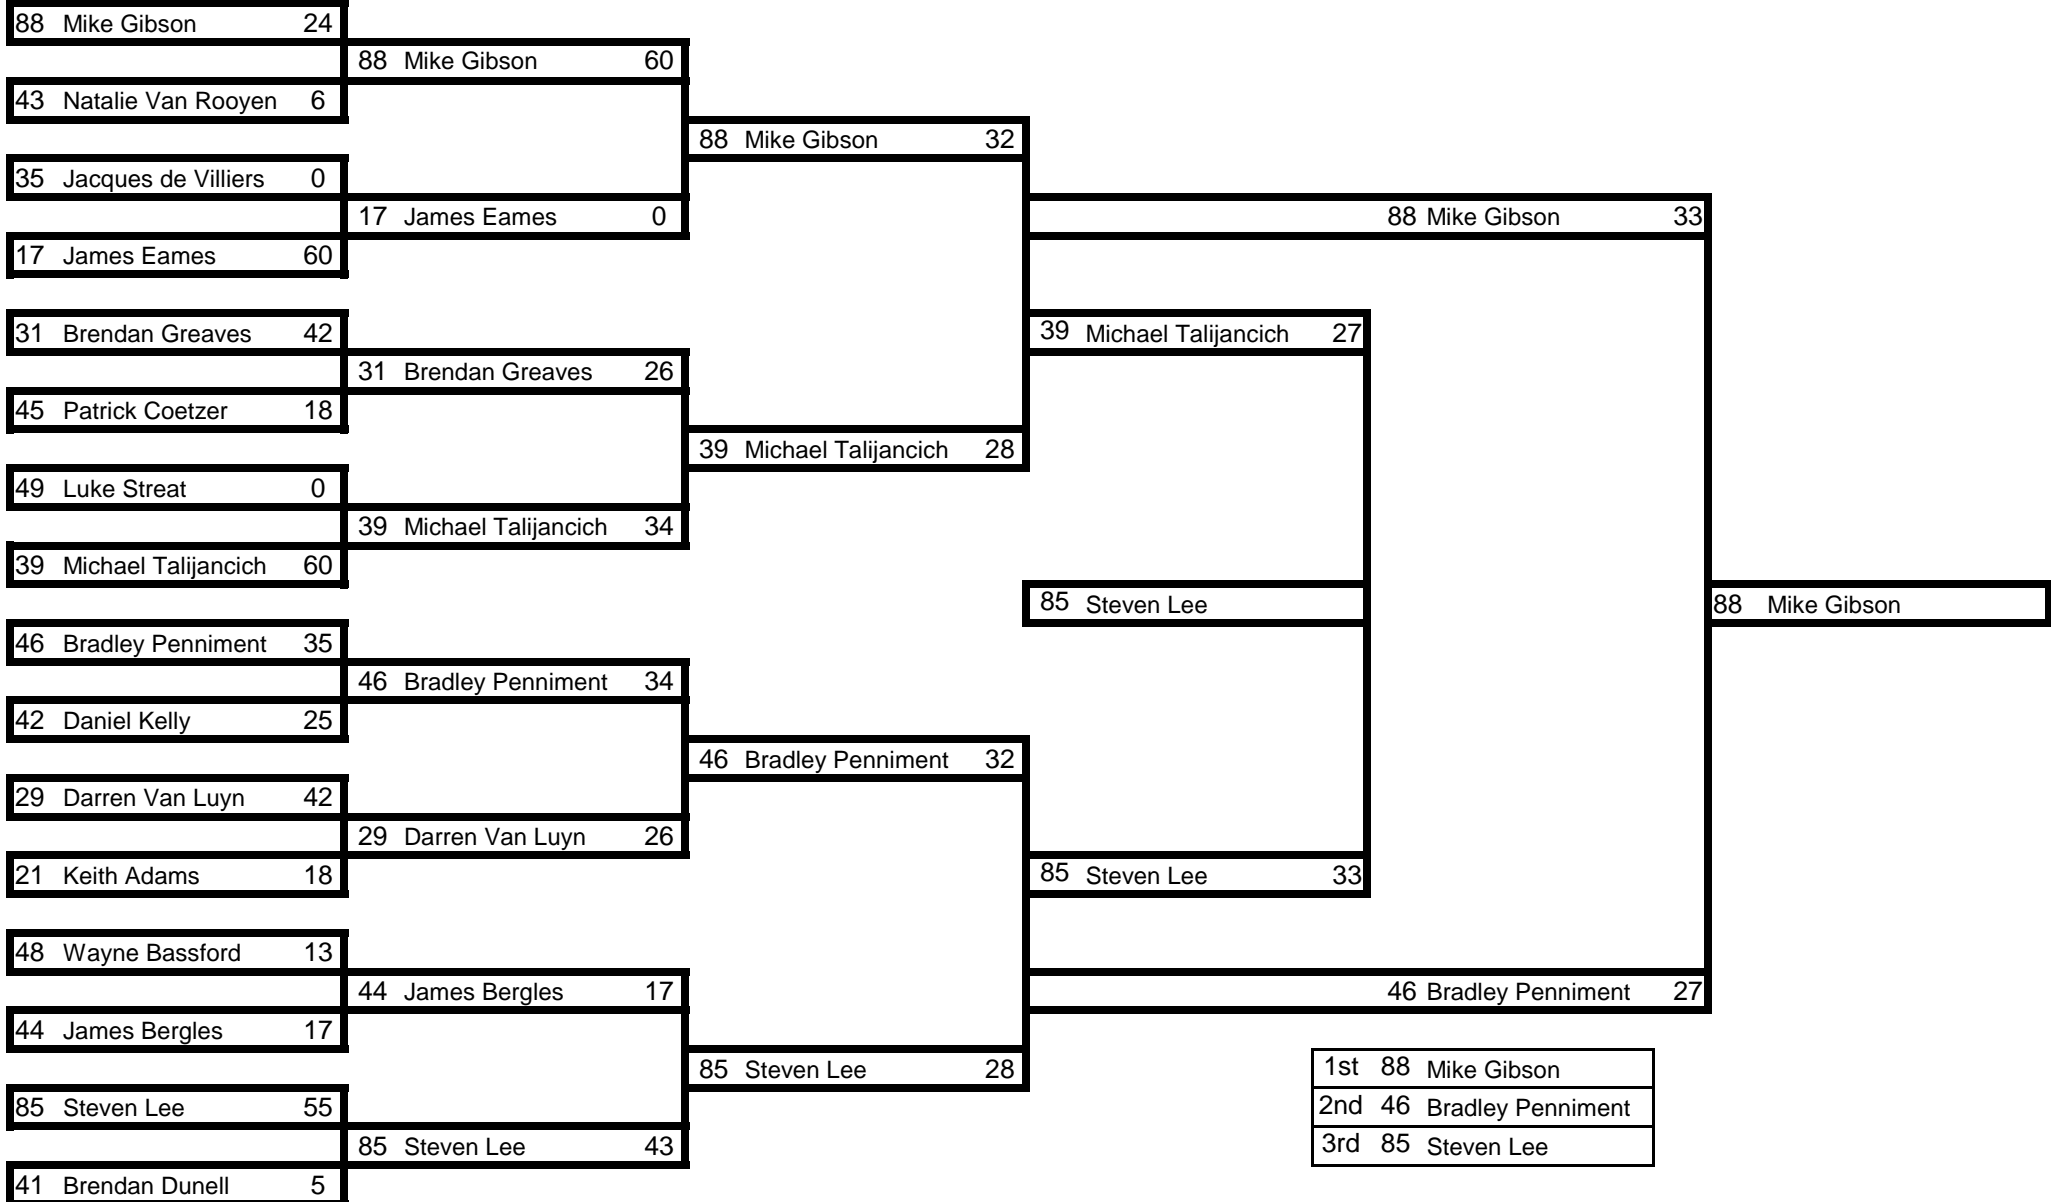 88 Mike Gibson 24
88 Mike Gibson 60
43 Natalie Van Rooyen 6
88 Mike Gibson 32
35 Jacques de Villiers 0
17 James Eames 0
88 Mike Gibson 33
17 James Eames 60
31 Brendan Greaves 42
39 Michael Talijancich 27
31 Brendan Greaves 26
45 Patrick Coetzer 18
39 Michael Talijancich 28
49 Luke Streat 0
39 Michael Talijancich 34
39 Michael Talijancich 60
85 Steven Lee
88 Mike Gibson
46 Bradley Penniment 35
46 Bradley Penniment 34
42 Daniel Kelly 25
46 Bradley Penniment 32
29 Darren Van Luyn 42
29 Darren Van Luyn 26
21 Keith Adams 18
85 Steven Lee 33
48 Wayne Bassford 13
44 James Bergles 17
46 Bradley Penniment 27
44 James Bergles 17
85 Steven Lee 28
1st 88 Mike Gibson
85 Steven Lee 55
2nd 46 Bradley Penniment
85 Steven Lee 43
3rd 85 Steven Lee
41 Brendan Dunell 5